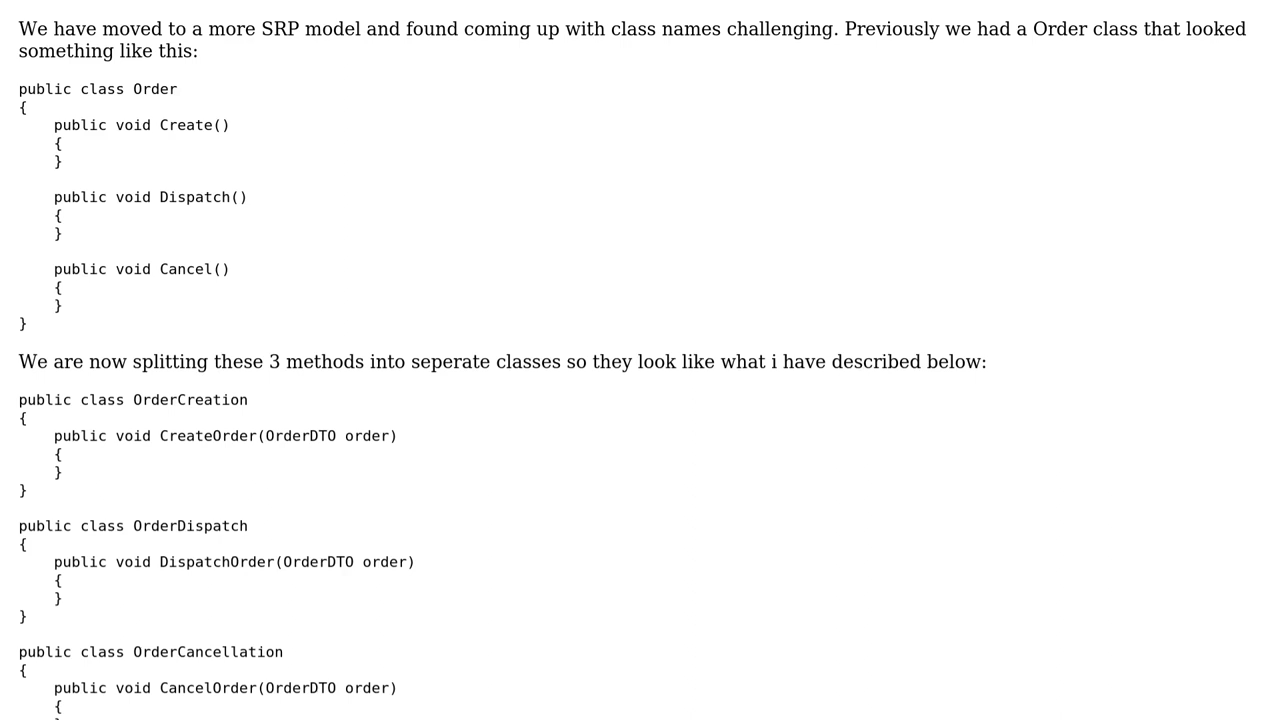 We have moved to a more SRP model and found coming up with class names challenging. Previously we had a Order class that looked
something like this:
public class Order
{
    public void Create()
    {
    }
    public void Dispatch()
    {
    }
    public void Cancel()
    {
    }
}
We are now splitting these 3 methods into seperate classes so they look like what i have described below:
public class OrderCreation
{
    public void CreateOrder(OrderDTO order)
    {
    }
}
public class OrderDispatch
{
    public void DispatchOrder(OrderDTO order)
    {
    }
}
public class OrderCancellation
{
    public void CancelOrder(OrderDTO order)
    {